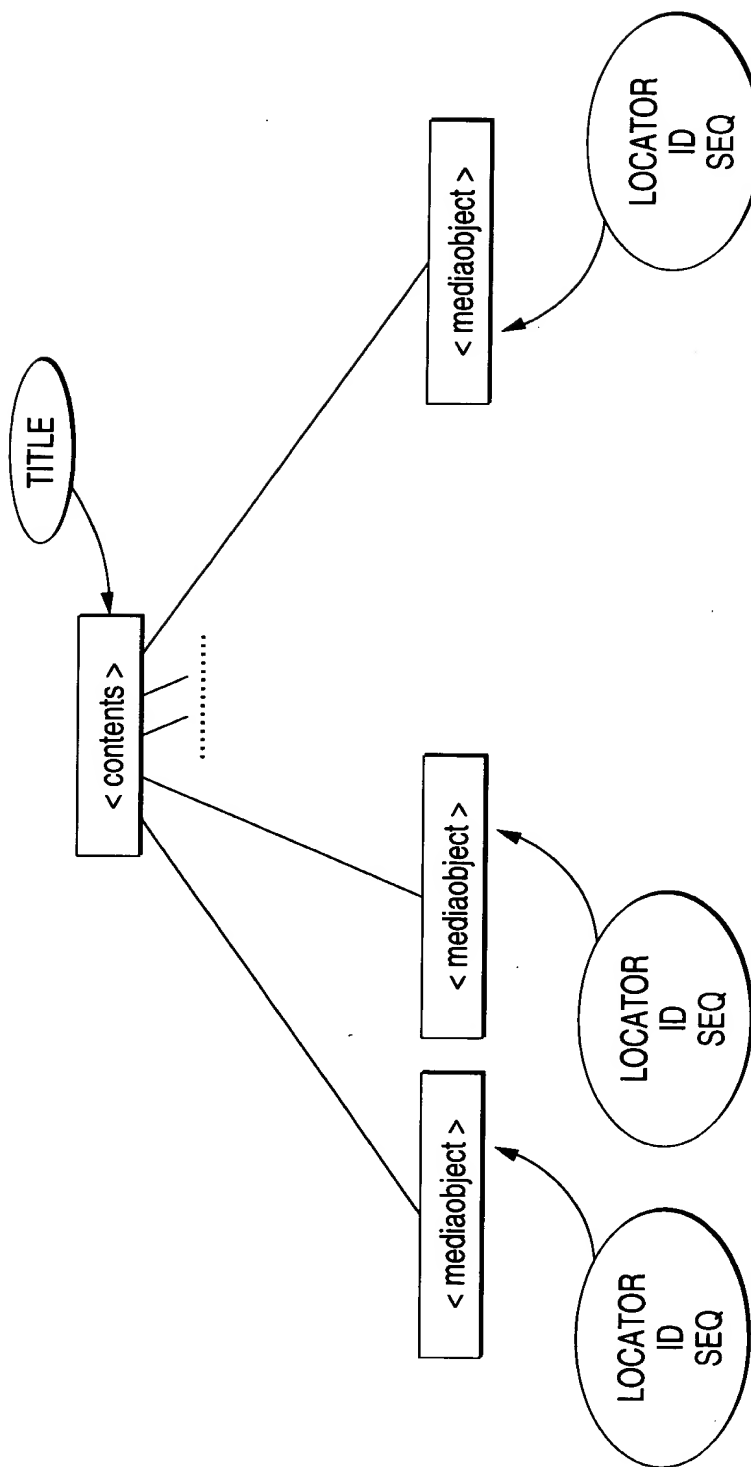 TITLE
< contents >
..........
< mediaobject >
< mediaobject >
< mediaobject >
LOCATOR
ID
SEQ
LOCATOR
ID
SEQ
LOCATOR
ID
SEQ